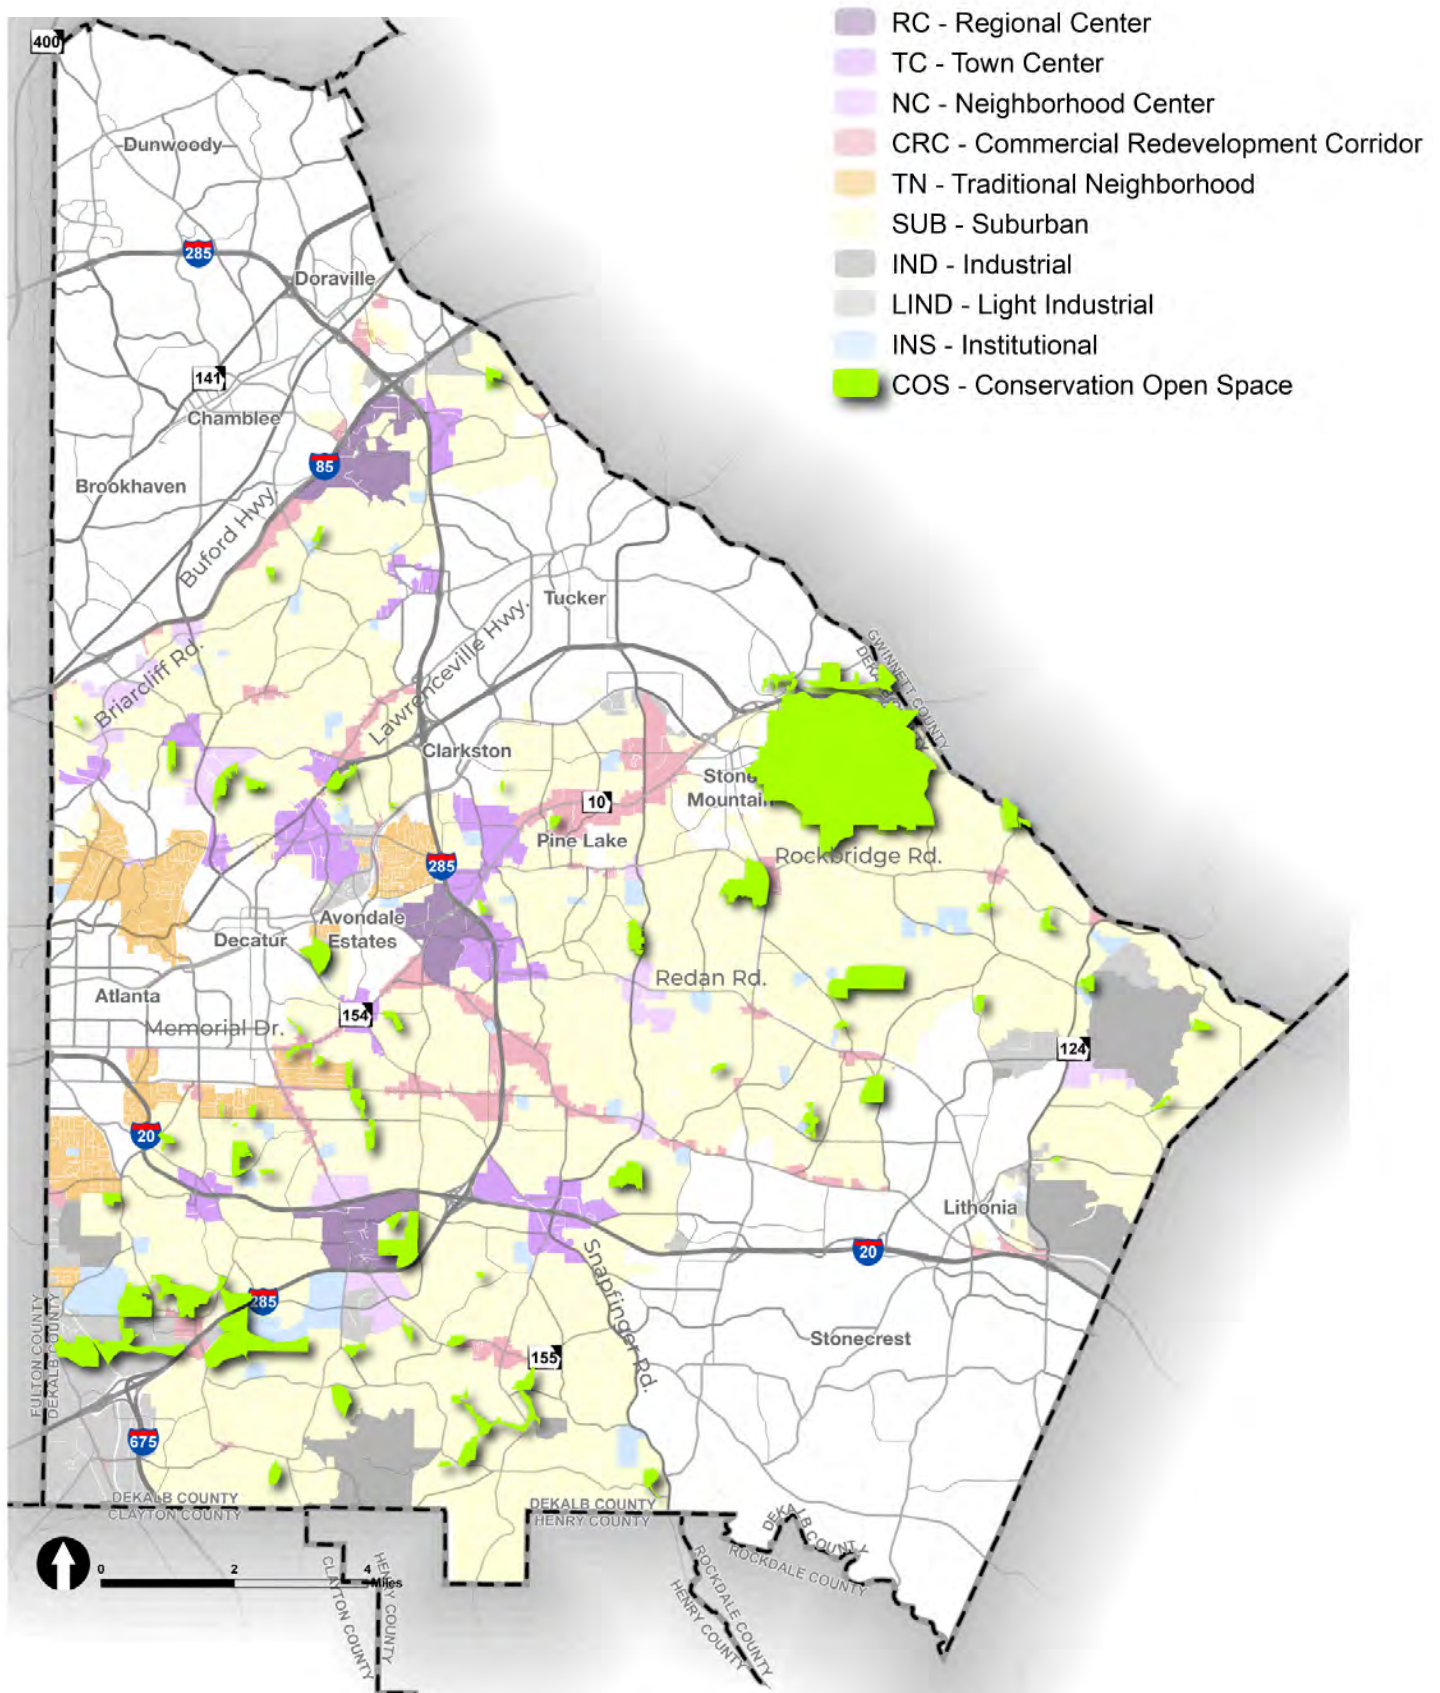 RC - Regional Center
TC - Town Center
NC - Neighborhood Center
CRC - Commercial Redevelopment Corridor
TN - Traditional Neighborhood
SUB - Suburban
IND - Industrial
LIND - Light Industrial
INS - Institutional
COS - Conservation Open Space
400
Dunwoody
285
Doraville
141
Chamblee
85
Brookhaven
Buford Hwy.
Tucker
Lawrenceville Hwy.
Briarcliff Rd.
GWINNETT COUNTY
Clarkston
Stone
Mountain
10
Pine Lake
Rockbridge Rd.
285
Avondale
Estates
Decatur
Redan Rd.
Atlanta
154
Memorial Dr.
124
20
Lithonia
20
Snapfinger Rd.
285
Stonecrest
155
FULTON COUNTY
DEKALB COUNTY
675
DEKALB COUNTY
CLAYTON COUNTY
DEKALB COUNTY
HENRY COUNTY
DEKALB COUNTY
ROCKDALE COUNTY
0 2 4
Miles
CLAYTON COUNTY
HENRY COUNTY
ROCKDALE COUNTY
HENRY COUNTY